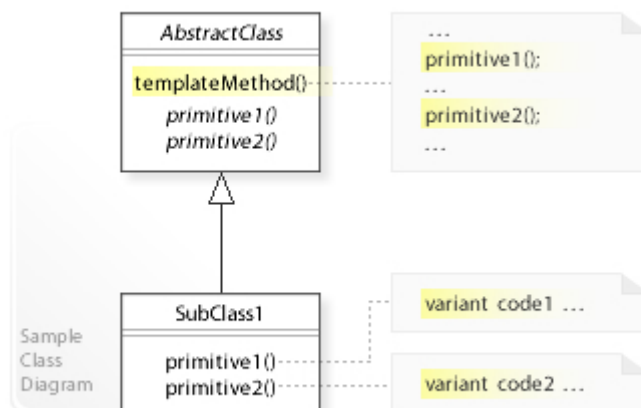 AbstractClass
templateMethod()
primitive1()
primitive2()
...
primitive1();
...
primitive2();
...
SubClass1
primitive1()
primitive2()
variant code1 ...
variant code2 ...
Sample
Class
Diagram